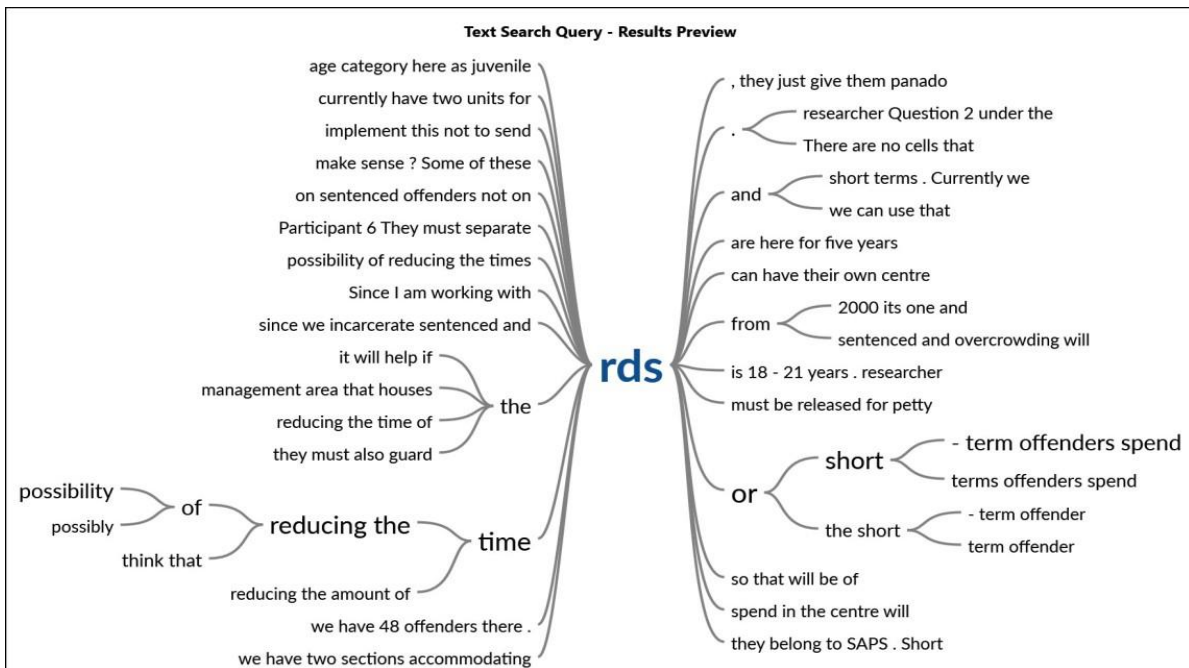 Text Search Query - Results Preview
age category here as juvenile
currently have two units for
implement this not to send
make sense ? Some of these
on sentenced offenders not on
Participant 6 They must separate
possibility of reducing the times
Since I am working with
since we incarcerate sentenced and
it will help if
management area that houses
reducing the time of
they must also guard
the
possibility
possibly
of
think that
reducing the
reducing the amount of
time
we have 48 offenders there .
we have two sections accommodating
rds
, they just give them panado
.
researcher Question 2 under the
There are no cells that
and
short terms . Currently we
we can use that
are here for five years
can have their own centre
from
2000 its one and
sentenced and overcrowding will
is 18 - 21 years . researcher
must be released for petty
or
short
- term offenders spend
terms offenders spend
the short
- term offender
term offender
so that will be of
spend in the centre will
they belong to SAPS . Short